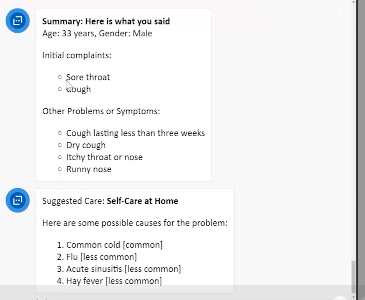 Summary: Here is what you said
Age: 33 years, Gender: Male
Initial complaints:
Sore throat
Cough
Other Problems or Symptoms:
Cough lasting less than three weeks
Dry cough
Itchy throat or nose
Runny nose
Suggested Care: Self-Care at Home
Here are some possible causes for the problem:
1. Common cold [common]
2. Flu [less common]
3. Acute sinusitis [less common]
4. Hay fever [less common]